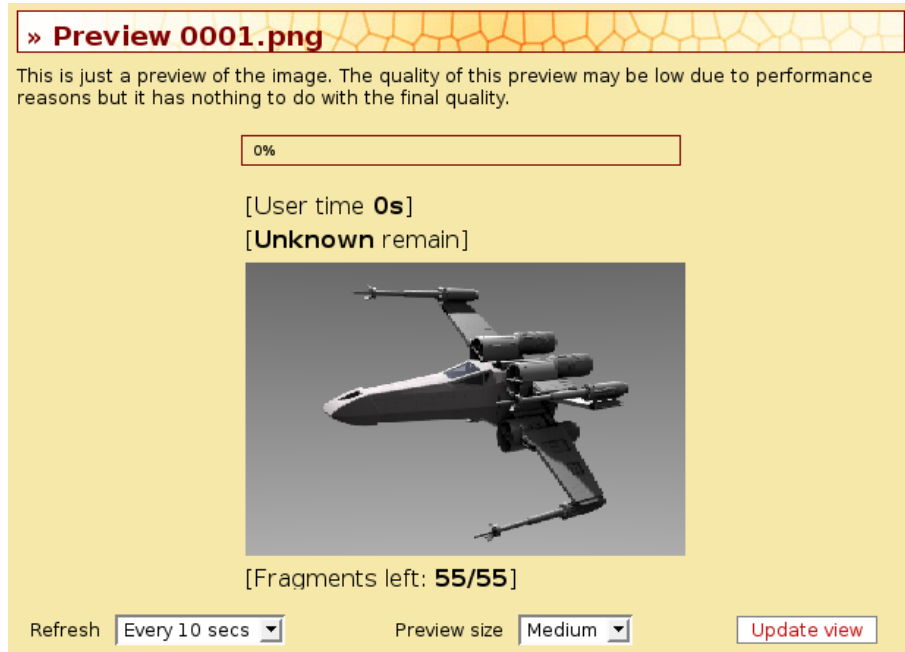 » Preview 0001.png
This is just a preview of the image. The quality of this preview may be low due to performance
reasons but it has nothing to do with the final quality.
0%
[User time 0s]
[Unknown remain]
[Fragments left: 55/55]
Refresh Every 10 secs Preview size Medium Update view